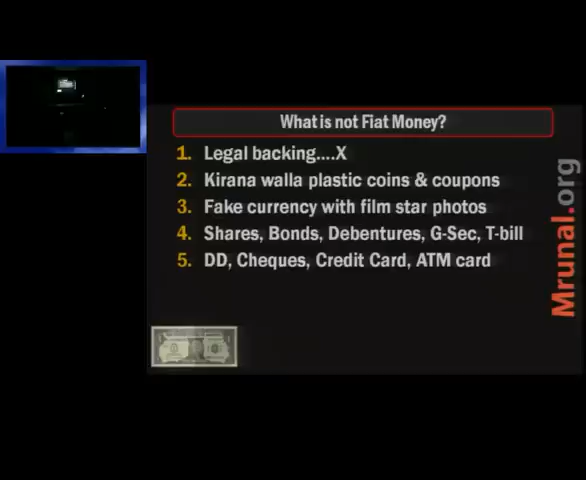 What is not Fiat Money?
1. Legal backing....X
2. Kirana walla plastic coins & coupons
3. Fake currency with film star photos
4. Shares, Bonds, Debentures, G-Sec, T-bill
5. DD, Cheques, Credit Card, ATM card
Mrunal.org